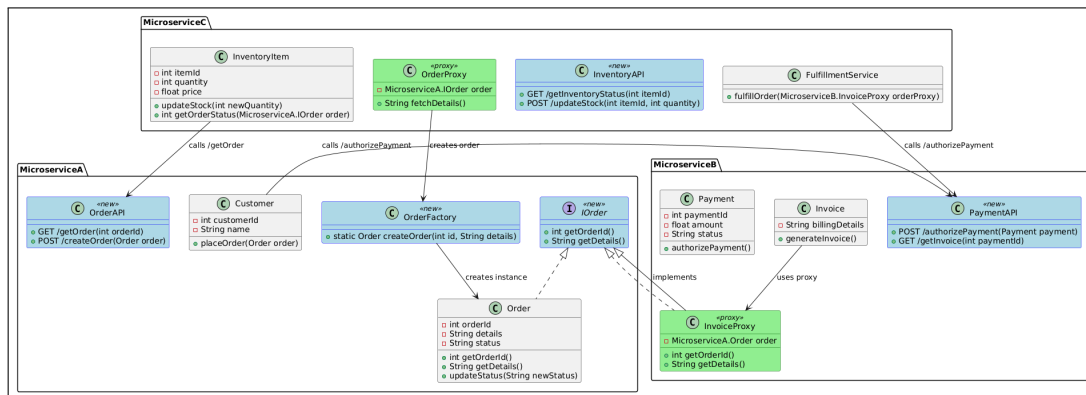 MicroserviceC
C InventoryItem
int itemId
int quantity
float price
updateStock(int newQuantity)
int getOrderStatus(MicroserviceA.IOrder order)
«proxy»
C OrderProxy
MicroserviceA.IOrder order
String fetchDetails()
«new»
C InventoryAPI
GET /getInventoryStatus(int itemId)
POST /updateStock(int itemId, int quantity)
C FulfillmentService
fulfillOrder(MicroserviceB.InvoiceProxy orderProxy)
calls /getOrder
calls /authorizePayment
creates order
calls /authorizePayment
MicroserviceA
«new»
C OrderAPI
GET /getOrder(int orderId)
POST /createOrder(Order order)
C Customer
int customerId
String name
placeOrder(Order order)
«new»
C OrderFactory
static Order createOrder(int id, String details)
«new»
I IOrder
int getOrderId()
String getDetails()
creates instance
implements
C Order
int orderId
String details
String status
int getOrderId()
String getDetails()
updateStatus(String newStatus)
MicroserviceB
C Payment
int paymentId
float amount
String status
authorizePayment()
C Invoice
String billingDetails
generateInvoice()
«new»
C PaymentAPI
POST /authorizePayment(Payment payment)
GET /getInvoice(int paymentId)
uses proxy
«proxy»
C InvoiceProxy
MicroserviceA.Order order
int getOrderId()
String getDetails()